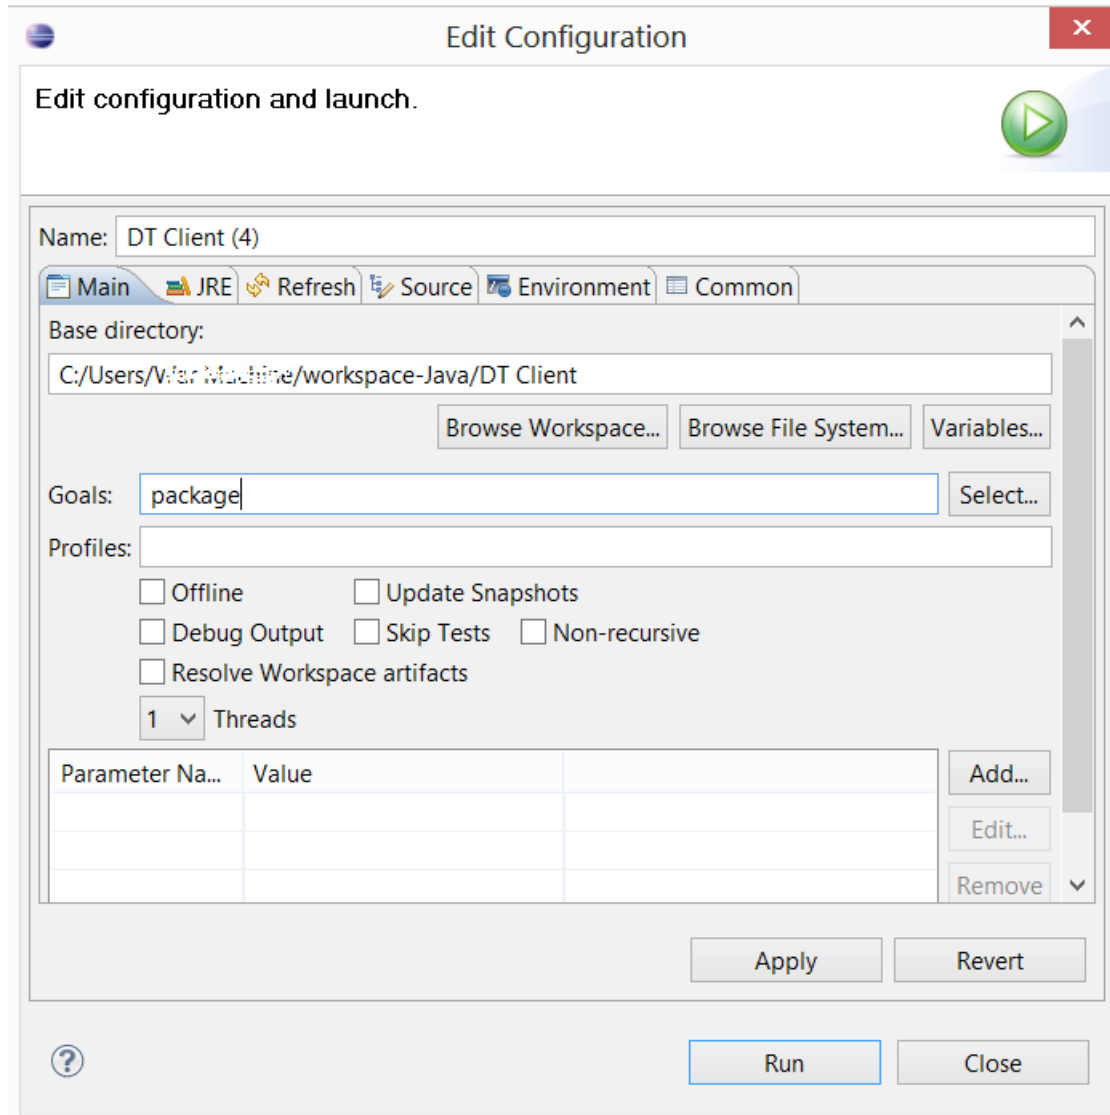 Edit Configuration
Edit configuration and launch.
Name: DT Client (4)
Main JRE Refresh Source Environment Common
Base directory:
C:/Users/War Machine/workspace-Java/DT Client
Browse Workspace... Browse File System... Variables...
Goals: package Select...
Profiles:
Offline Update Snapshots
Debug Output Skip Tests Non-recursive
Resolve Workspace artifacts
1 Threads
Parameter Na... Value Add...
Edit...
Remove
Apply Revert
? Run Close